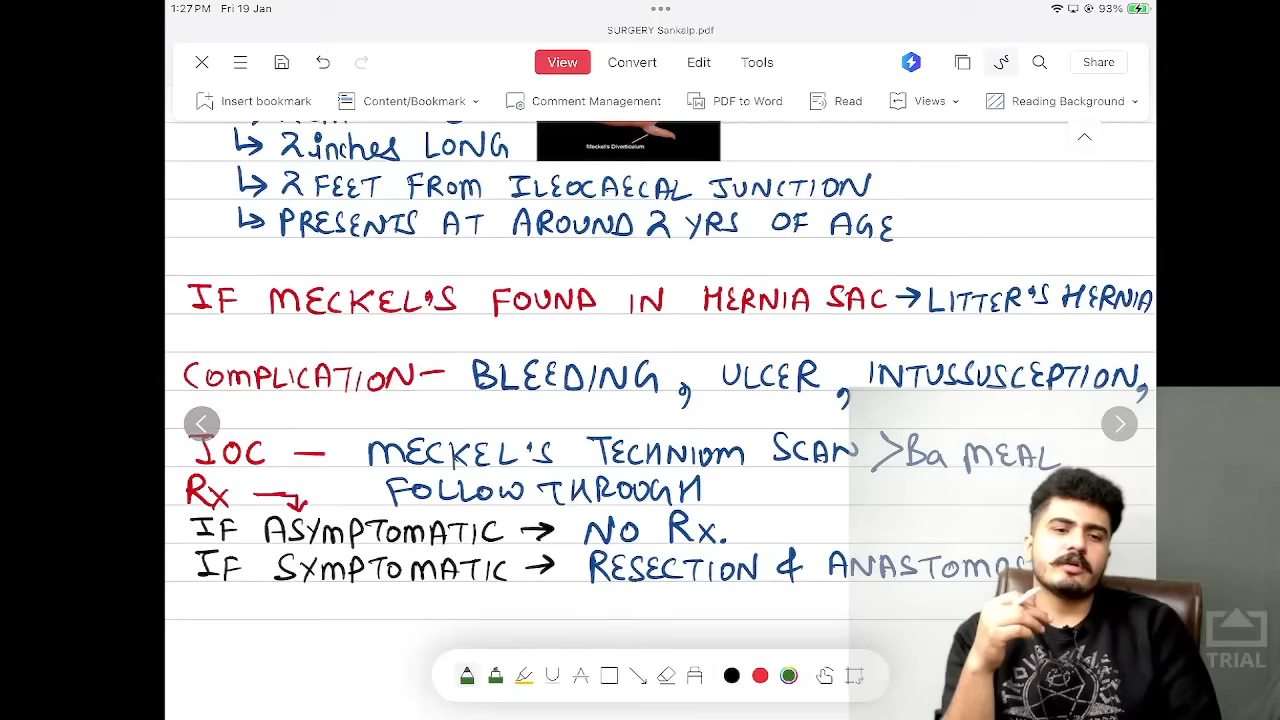 1:27PM Fri 19 Jan
93%
SURGERY Sankalp.pdf
View Convert Edit Tools Share
Insert bookmark Content/Bookmark Comment Management PDF to Word Read Views Reading Background
Meckel's Diverticulum
↳ 2 inches LONG
↳ 2 FEET FROM ILEOCAECAL JUNCTION
↳ PRESENTS AT AROUND 2 YRS OF AGE
IF MECKEL'S FOUND IN HERNIA SAC → LITTER'S HERNIA
COMPLICATION - BLEEDING, ULCER, INTUSSUSCEPTION,
IOC - MECKEL'S TECHNIUM SCAN > Ba MEAL
Rx → FOLLOW THROUGH
IF ASYMPTOMATIC → NO Rx.
IF SYMPTOMATIC → RESECTION &
TRIAL